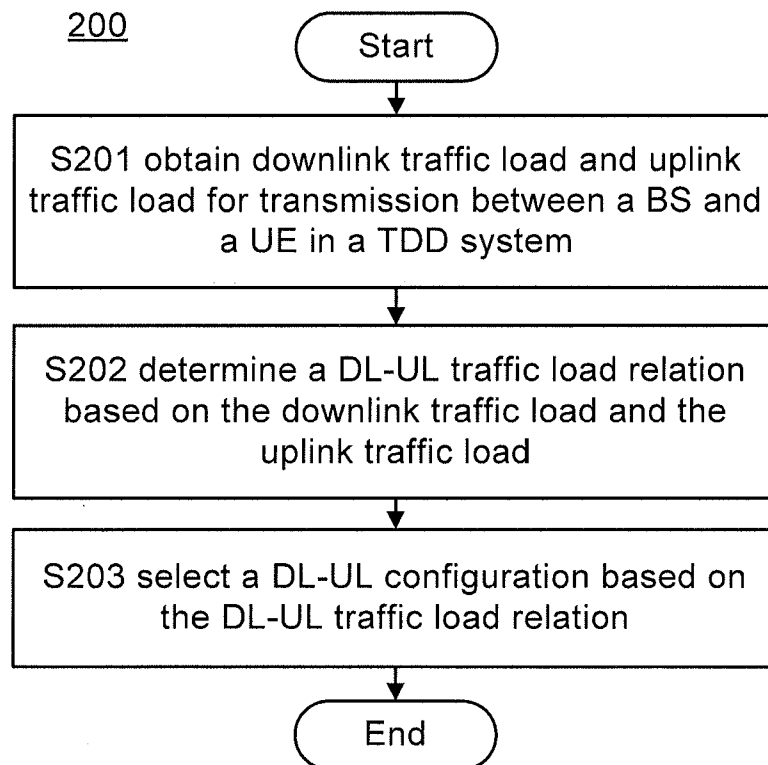 200
Start
S201 obtain downlink traffic load and uplink
traffic load for transmission between a BS and
a UE in a TDD system
S202 determine a DL-UL traffic load relation
based on the downlink traffic load and the
uplink traffic load
S203 select a DL-UL configuration based on
the DL-UL traffic load relation
End